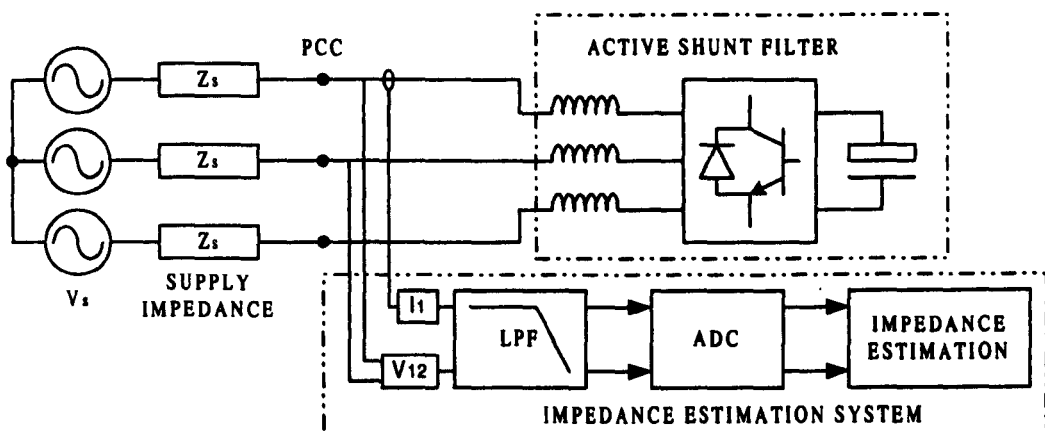 PCC
ACTIVE SHUNT FILTER
Zs
Zs
Zs
Vs
SUPPLY
IMPEDANCE
I1
V12
LPF
ADC
IMPEDANCE
ESTIMATION
IMPEDANCE ESTIMATION SYSTEM